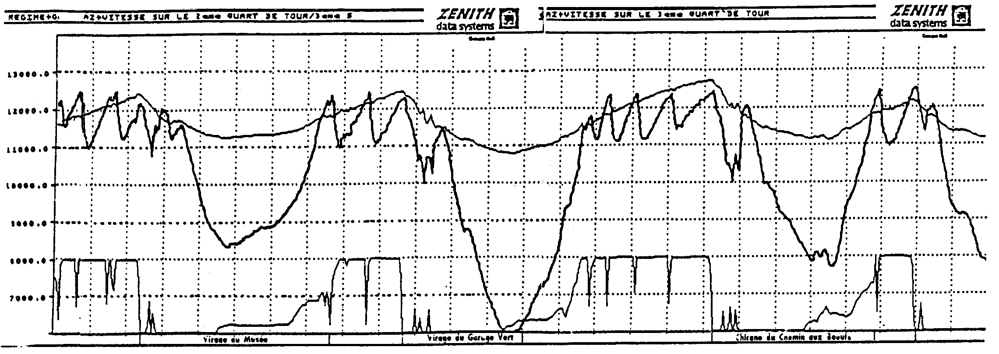 REGIME+G AZ+VITESSE SUR LE 2eme QUART DE TOUR/3eme S
ZENITH
data systems
AZ+VITESSE SUR LE 3eme QUART DE TOUR
ZENITH
data systems
13000.0
12000.0
11000.0
10000.0
9000.0
8000.0
7000.0
Virage du Musée
Virage du Garage Vert
Chicane du Chemin aux Boeufs